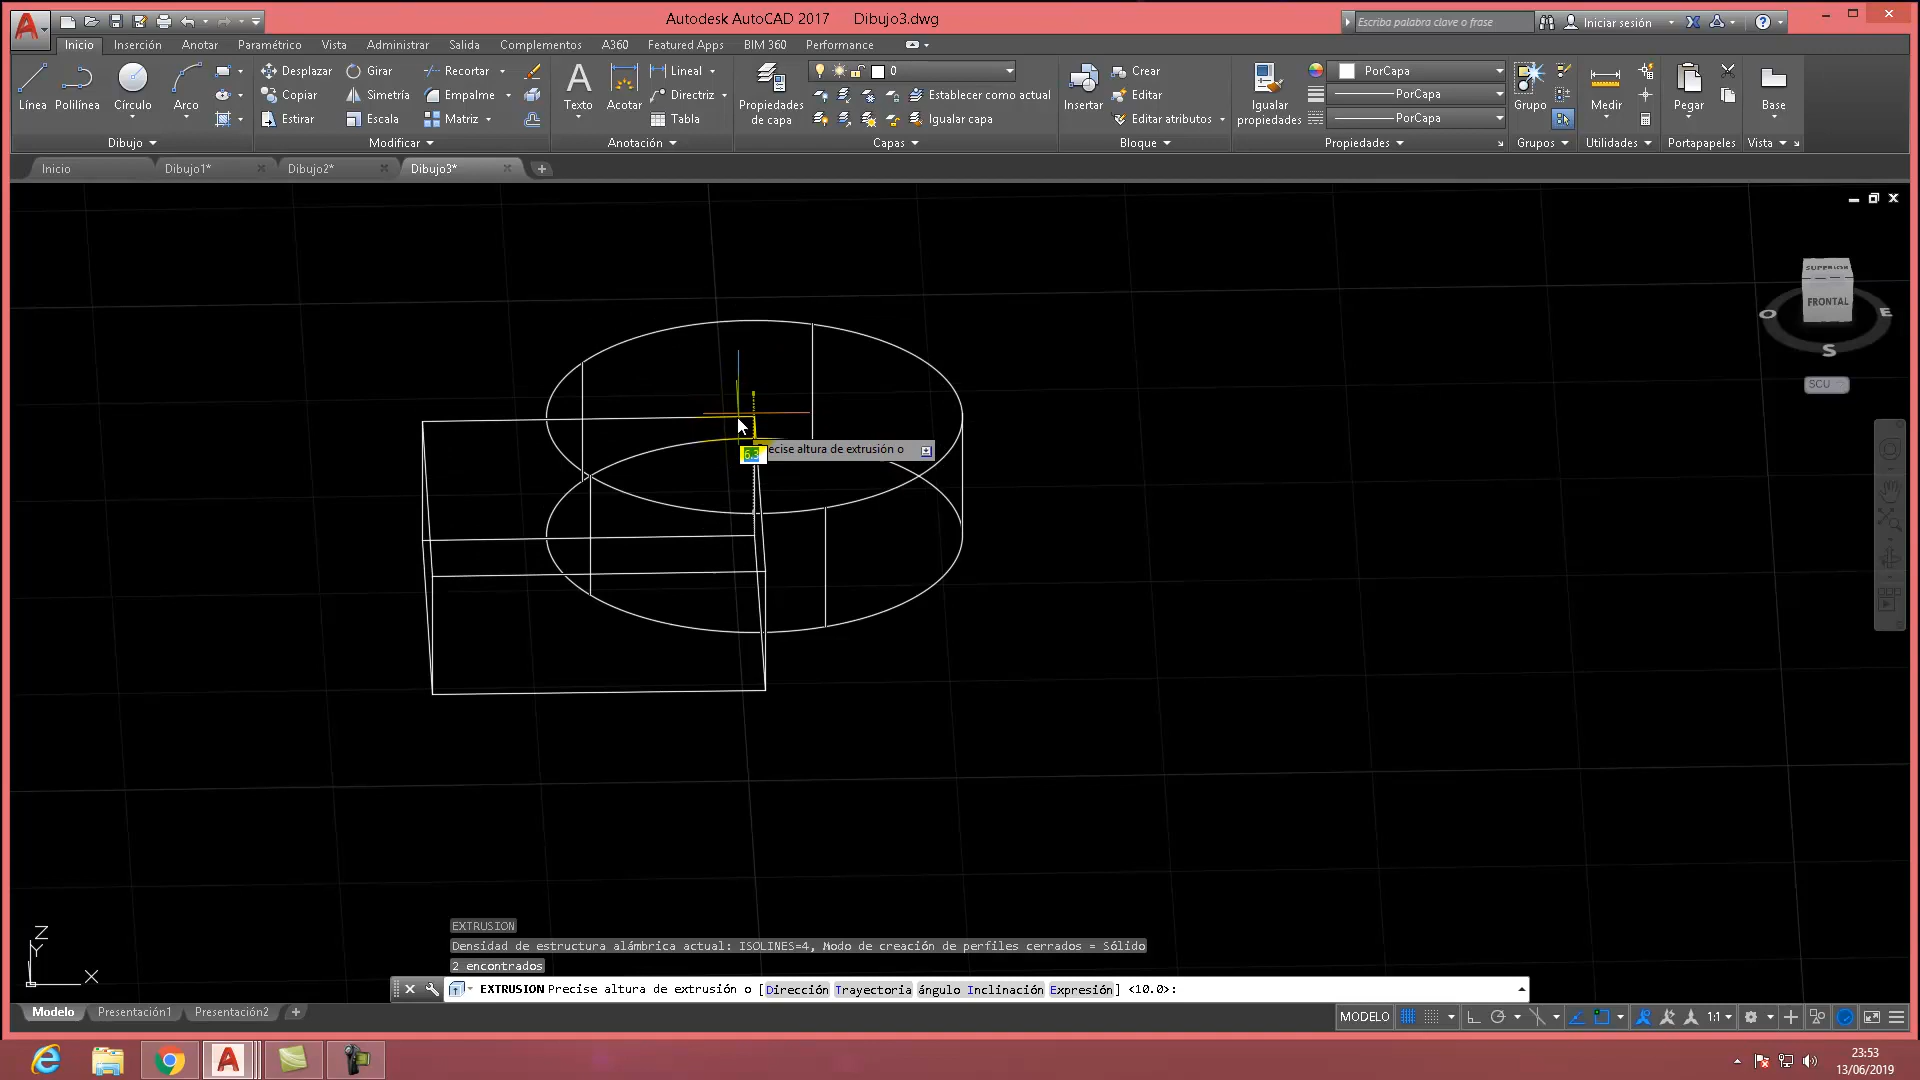 Autodesk AutoCAD 2017 Dibujo3.dwg
Escriba palabra clave o frase
Iniciar sesión
Inicio Inserción Anotar Paramétrico Vista Administrar Salida Complementos A360 Featured Apps BIM 360 Performance
Línea Polilínea Círculo Arco
Desplazar Girar Recortar
Copiar Simetría Empalme
Estirar Escala Matriz
Texto Acotar
Lineal
Directriz
Tabla
Propiedades de capa
0
Establecer como actual
Igualar capa
Insertar
Crear
Editar
Editar atributos
Igualar propiedades
PorCapa
PorCapa
PorCapa
Grupo
Medir
Pegar
Base
Dibujo Modificar Anotación Capas Bloque Propiedades Grupos Utilidades Portapapeles Vista
Inicio Dibujo1* Dibujo2* Dibujo3*
SUPERIOR
FRONTAL
O E
S
SCU
ecise altura de extrusión o
6.3
Z
Y
X
EXTRUSION
Densidad de estructura alámbrica actual: ISOLINES=4, Modo de creación de perfiles cerrados = Sólido
2 encontrados
EXTRUSION Precise altura de extrusión o [Dirección Trayectoria ángulo Inclinación Expresión] <10.0>:
Modelo Presentación1 Presentación2
MODELO
1:1
23:53
13/06/2019